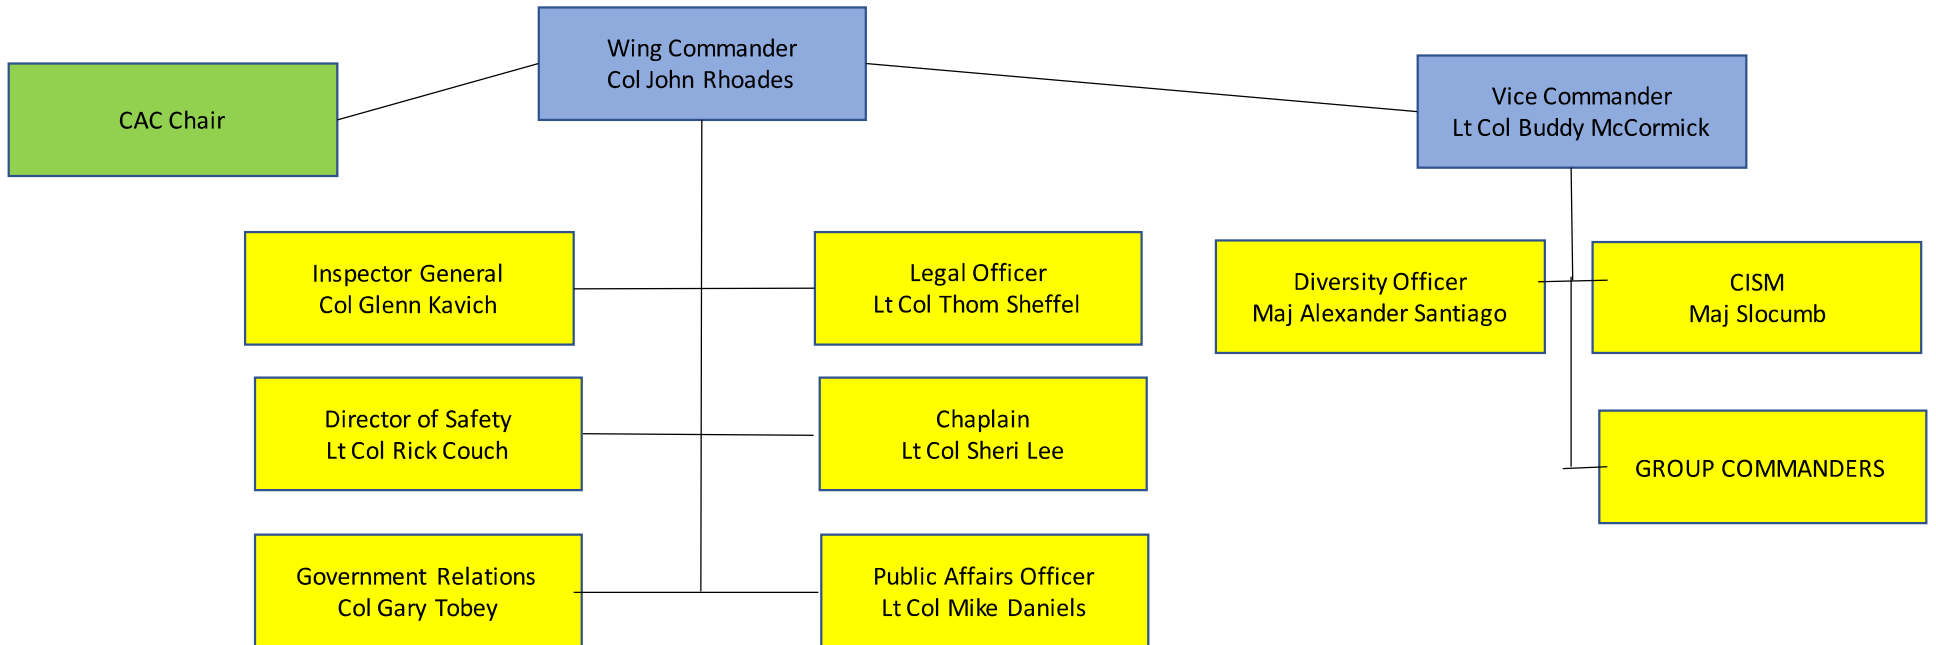 Wing Commander
Col John Rhoades
CAC Chair
Vice Commander
Lt Col Buddy McCormick
Inspector General
Col Glenn Kavich
Legal Officer
Lt Col Thom Sheffel
Diversity Officer
Maj Alexander Santiago
CISM
Maj Slocumb
Director of Safety
Lt Col Rick Couch
Chaplain
Lt Col Sheri Lee
GROUP COMMANDERS
Government Relations
Col Gary Tobey
Public Affairs Officer
Lt Col Mike Daniels